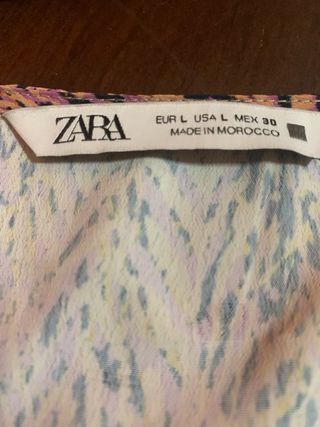 ZARA
EUR L USA L MEX 30
MADE IN MOROCCO